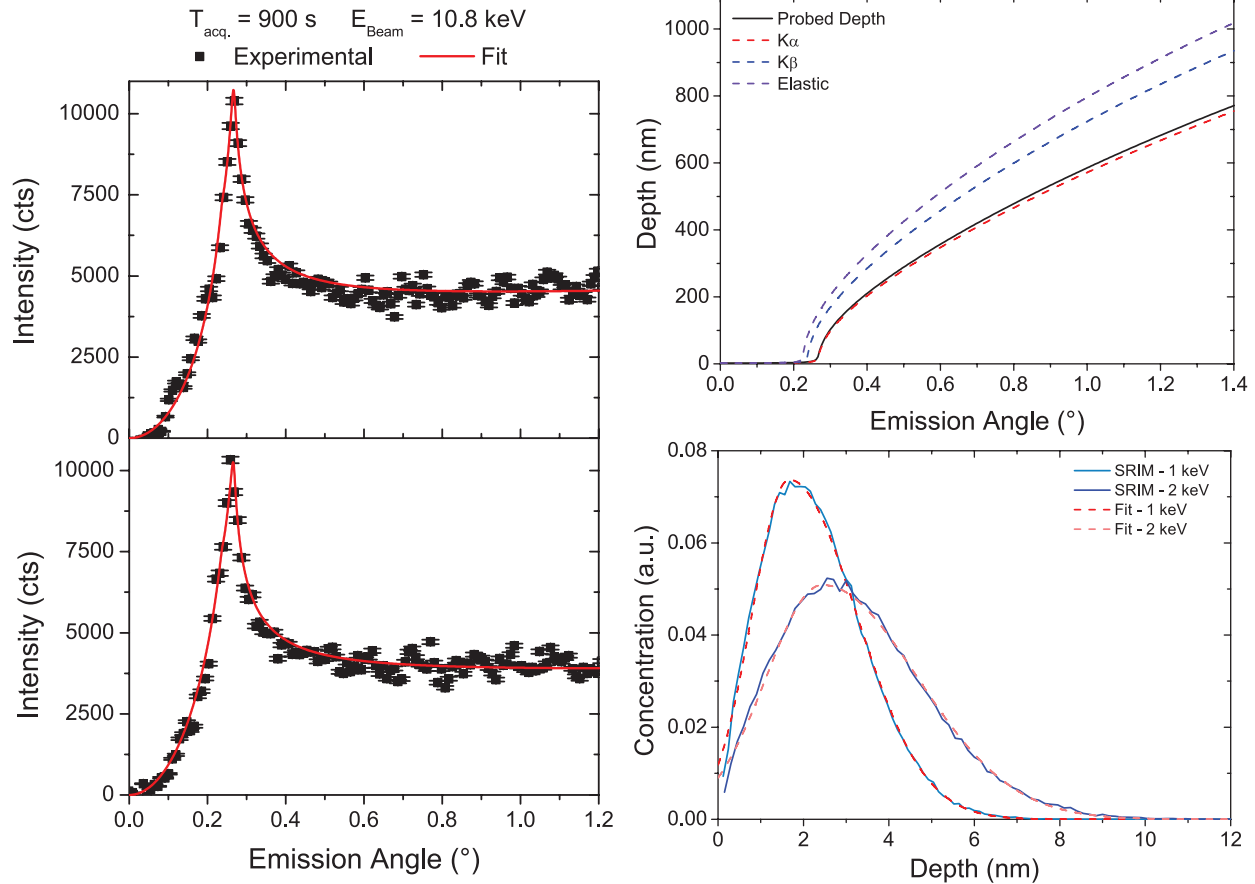 T acq. = 900 s E Beam = 10.8 keV
Experimental Fit
10000
7500
5000
2500
0
Intensity (cts)
10000
7500
5000
2500
0
Intensity (cts)
0.0 0.2 0.4 0.6 0.8 1.0 1.2
Emission Angle (°)
Probed Depth
Kα
Kβ
Elastic
1000
800
600
400
200
0
Depth (nm)
0.0 0.2 0.4 0.6 0.8 1.0 1.2 1.4
Emission Angle (°)
SRIM - 1 keV
SRIM - 2 keV
Fit - 1 keV
Fit - 2 keV
0.08
0.06
0.04
0.02
0.00
Concentration (a.u.)
0 2 4 6 8 10 12
Depth (nm)